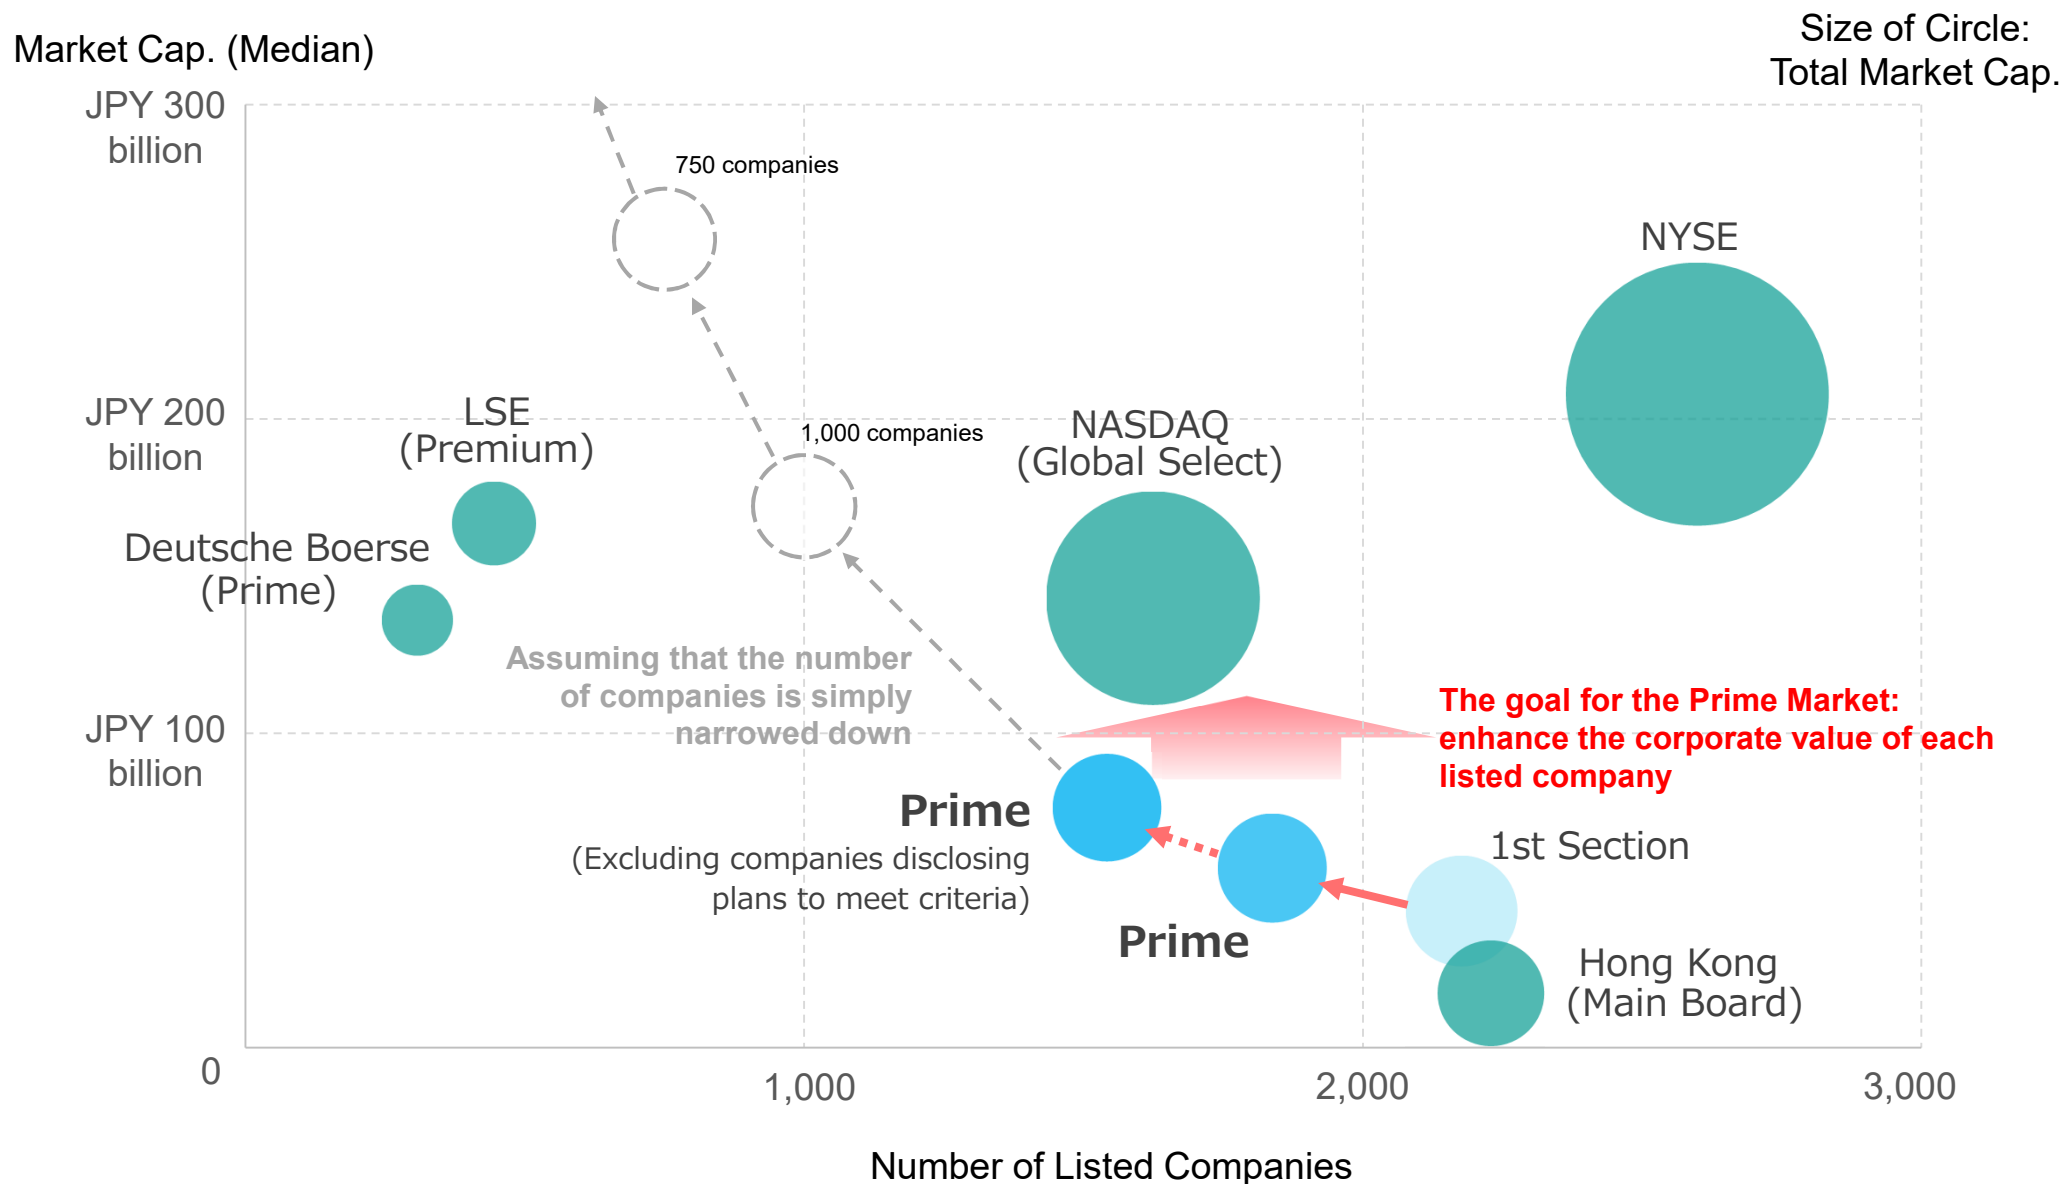 Market Cap. (Median)
Size of Circle:
Total Market Cap.
JPY 300
billion
750 companies
NYSE
JPY 200
billion
LSE
(Premium)
1,000 companies
NASDAQ
(Global Select)
Deutsche Boerse
(Prime)
Assuming that the number
of companies is simply
narrowed down
JPY 100
billion
The goal for the Prime Market:
enhance the corporate value of each
listed company
Prime
(Excluding companies disclosing
plans to meet criteria)
1st Section
Prime
Hong Kong
(Main Board)
0
1,000
2,000
3,000
Number of Listed Companies